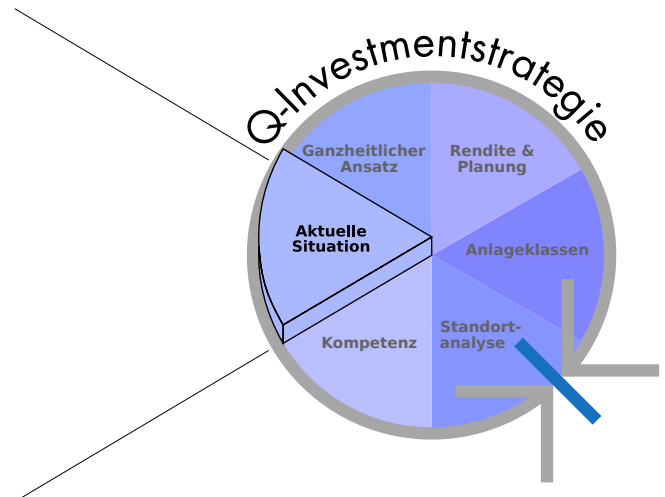 Q-Investmentstrategie
Ganzheitlicher
Ansatz
Rendite &
Planung
Aktuelle
Situation
Anlageklassen
Kompetenz
Standort-
analyse